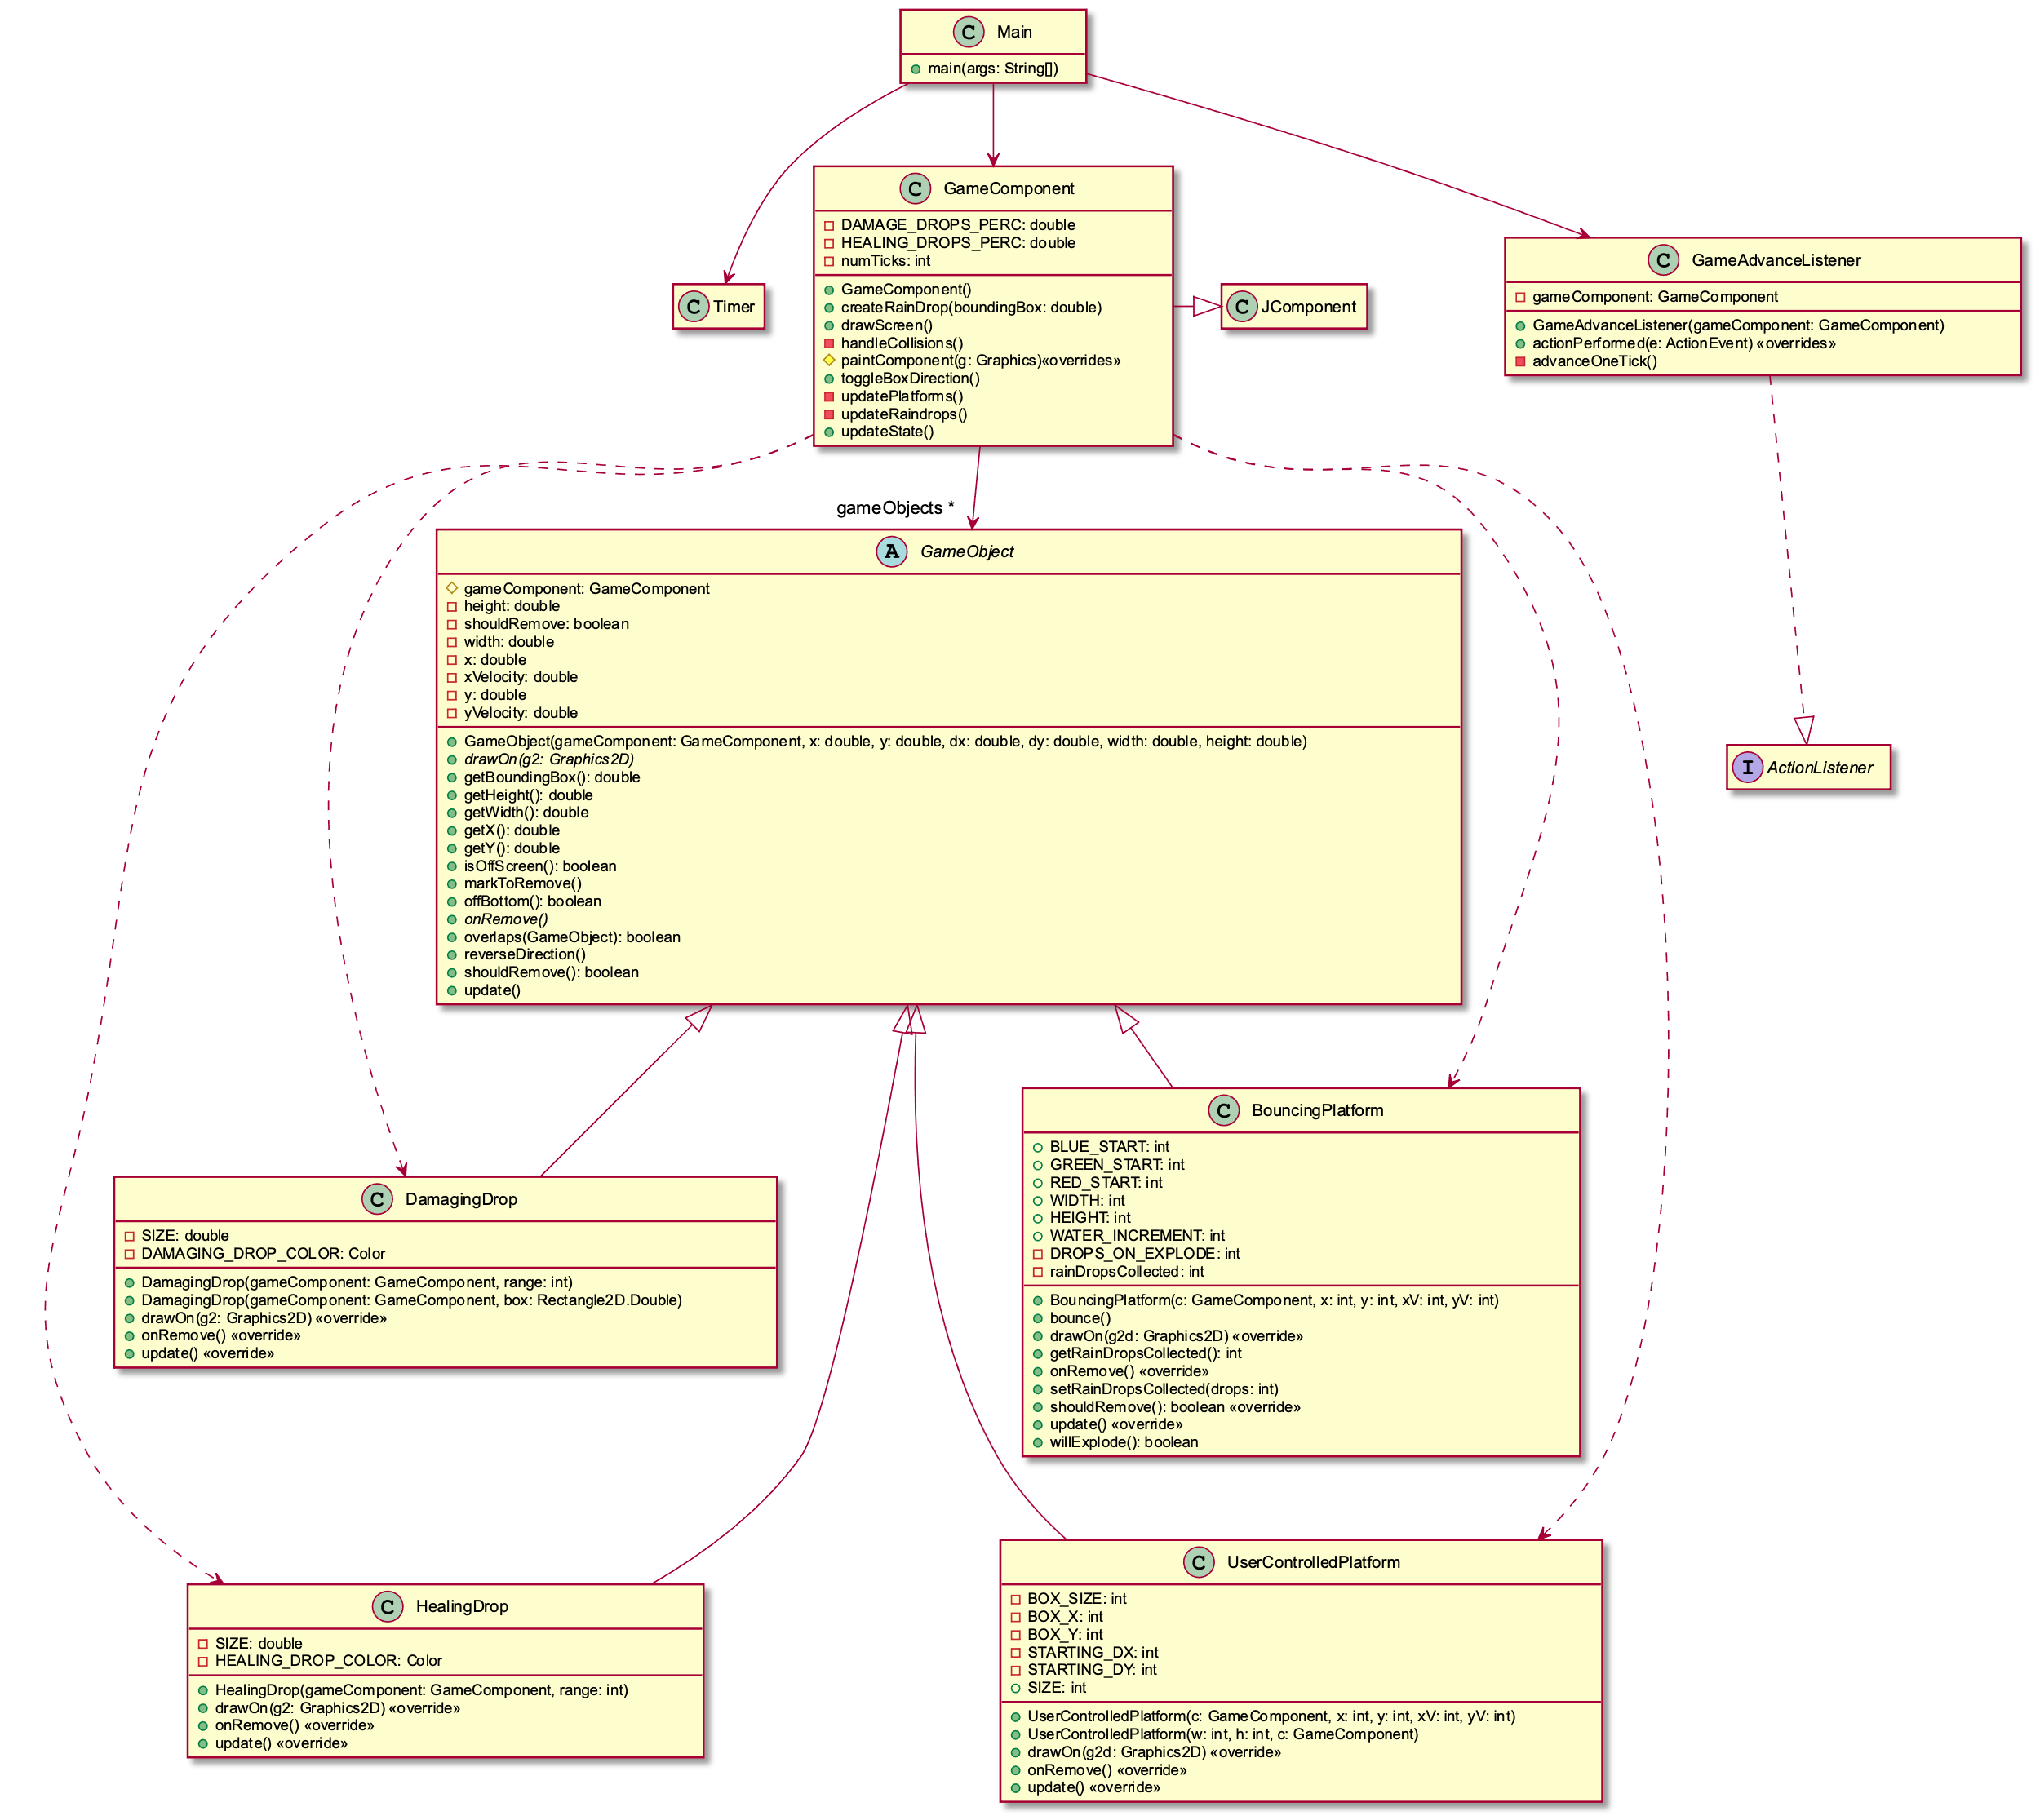 C Main
main(args: String[])
C GameComponent
DAMAGE_DROPS_PERC: double
HEALING_DROPS_PERC: double
numTicks: int
GameComponent()
createRainDrop(boundingBox: double)
drawScreen()
handleCollisions()
paintComponent(g: Graphics)«overrides»
toggleBoxDirection()
updatePlatforms()
updateRaindrops()
updateState()
C Timer
C JComponent
C GameAdvanceListener
gameComponent: GameComponent
GameAdvanceListener(gameComponent: GameComponent)
actionPerformed(e: ActionEvent) «overrides»
advanceOneTick()
gameObjects *
A GameObject
gameComponent: GameComponent
height: double
shouldRemove: boolean
width: double
x: double
xVelocity: double
y: double
yVelocity: double
GameObject(gameComponent: GameComponent, x: double, y: double, dx: double, dy: double, width: double, height: double)
drawOn(g2: Graphics2D)
getBoundingBox(): double
getHeight(): double
getWidth(): double
getX(): double
getY(): double
isOffScreen(): boolean
markToRemove()
offBottom(): boolean
onRemove()
overlaps(GameObject): boolean
reverseDirection()
shouldRemove(): boolean
update()
I ActionListener
C BouncingPlatform
BLUE_START: int
GREEN_START: int
RED_START: int
WIDTH: int
HEIGHT: int
WATER_INCREMENT: int
DROPS_ON_EXPLODE: int
rainDropsCollected: int
BouncingPlatform(c: GameComponent, x: int, y: int, xV: int, yV: int)
bounce()
drawOn(g2d: Graphics2D) «override»
getRainDropsCollected(): int
onRemove() «override»
setRainDropsCollected(drops: int)
shouldRemove(): boolean «override»
update() «override»
willExplode(): boolean
C DamagingDrop
SIZE: double
DAMAGING_DROP_COLOR: Color
DamagingDrop(gameComponent: GameComponent, range: int)
DamagingDrop(gameComponent: GameComponent, box: Rectangle2D.Double)
drawOn(g2: Graphics2D) «override»
onRemove() «override»
update() «override»
C HealingDrop
SIZE: double
HEALING_DROP_COLOR: Color
HealingDrop(gameComponent: GameComponent, range: int)
drawOn(g2: Graphics2D) «override»
onRemove() «override»
update() «override»
C UserControlledPlatform
BOX_SIZE: int
BOX_X: int
BOX_Y: int
STARTING_DX: int
STARTING_DY: int
SIZE: int
UserControlledPlatform(c: GameComponent, x: int, y: int, xV: int, yV: int)
UserControlledPlatform(w: int, h: int, c: GameComponent)
drawOn(g2d: Graphics2D) «override»
onRemove() «override»
update() «override»